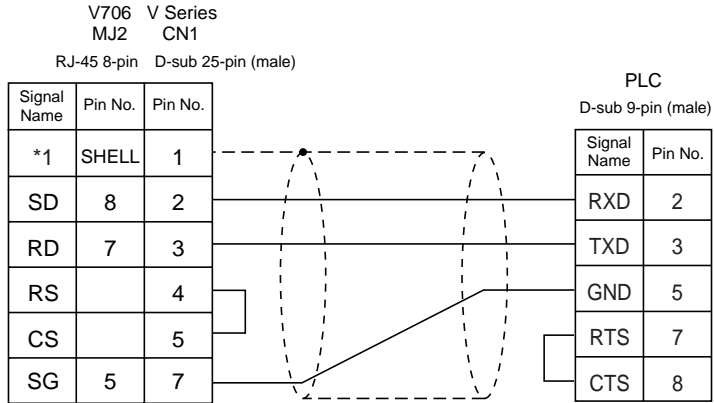 V706 V Series
MJ2 CN1
RJ-45 8-pin D-sub 25-pin (male)
PLC
D-sub 9-pin (male)
Signal Name Pin No. Pin No.
*1 SHELL 1
SD 8 2
RD 7 3
RS 4
CS 5
SG 5 7
Signal Name Pin No.
RXD 2
TXD 3
GND 5
RTS 7
CTS 8